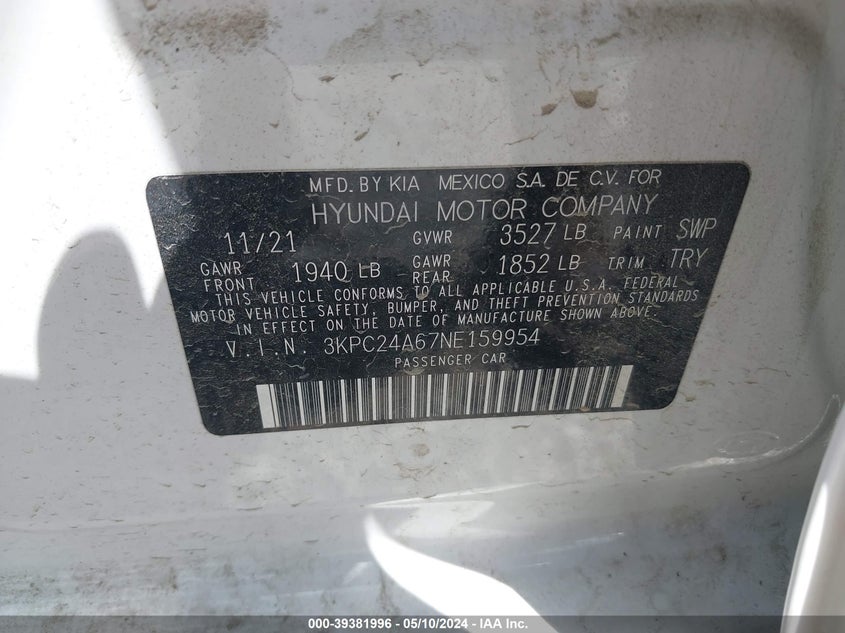 MFD. BY KIA MEXICO S.A. DE C.V. FOR
HYUNDAI MOTOR COMPANY
11/21 GVWR 3527 LB PAINT SWP
GAWR FRONT 1940 LB GAWR REAR 1852 LB TRIM TRY
THIS VEHICLE CONFORMS TO ALL APPLICABLE U.S.A. FEDERAL
MOTOR VEHICLE SAFETY, BUMPER, AND THEFT PREVENTION STANDARDS
IN EFFECT ON THE DATE OF MANUFACTURE SHOWN ABOVE.
V.I.N. 3KPC24A67NE159954
PASSENGER CAR
000-39381996 - 05/10/2024 - IAA Inc.